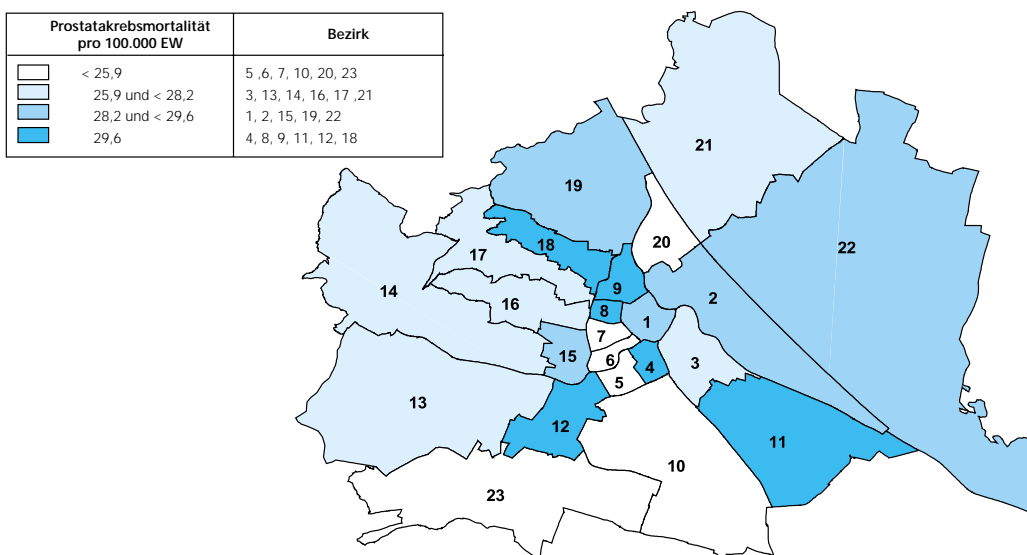 Prostatakrebsmortalität
pro 100.000 EW
Bezirk
< 25,9
5 ,6, 7, 10, 20, 23
25,9 und < 28,2
3, 13, 14, 16, 17 ,21
28,2 und < 29,6
1, 2, 15, 19, 22
29,6
4, 8, 9, 11, 12, 18
21
19
20
18
22
17
9
14
2
16
8
1
7
15
6
3
4
5
13
12
11
10
23